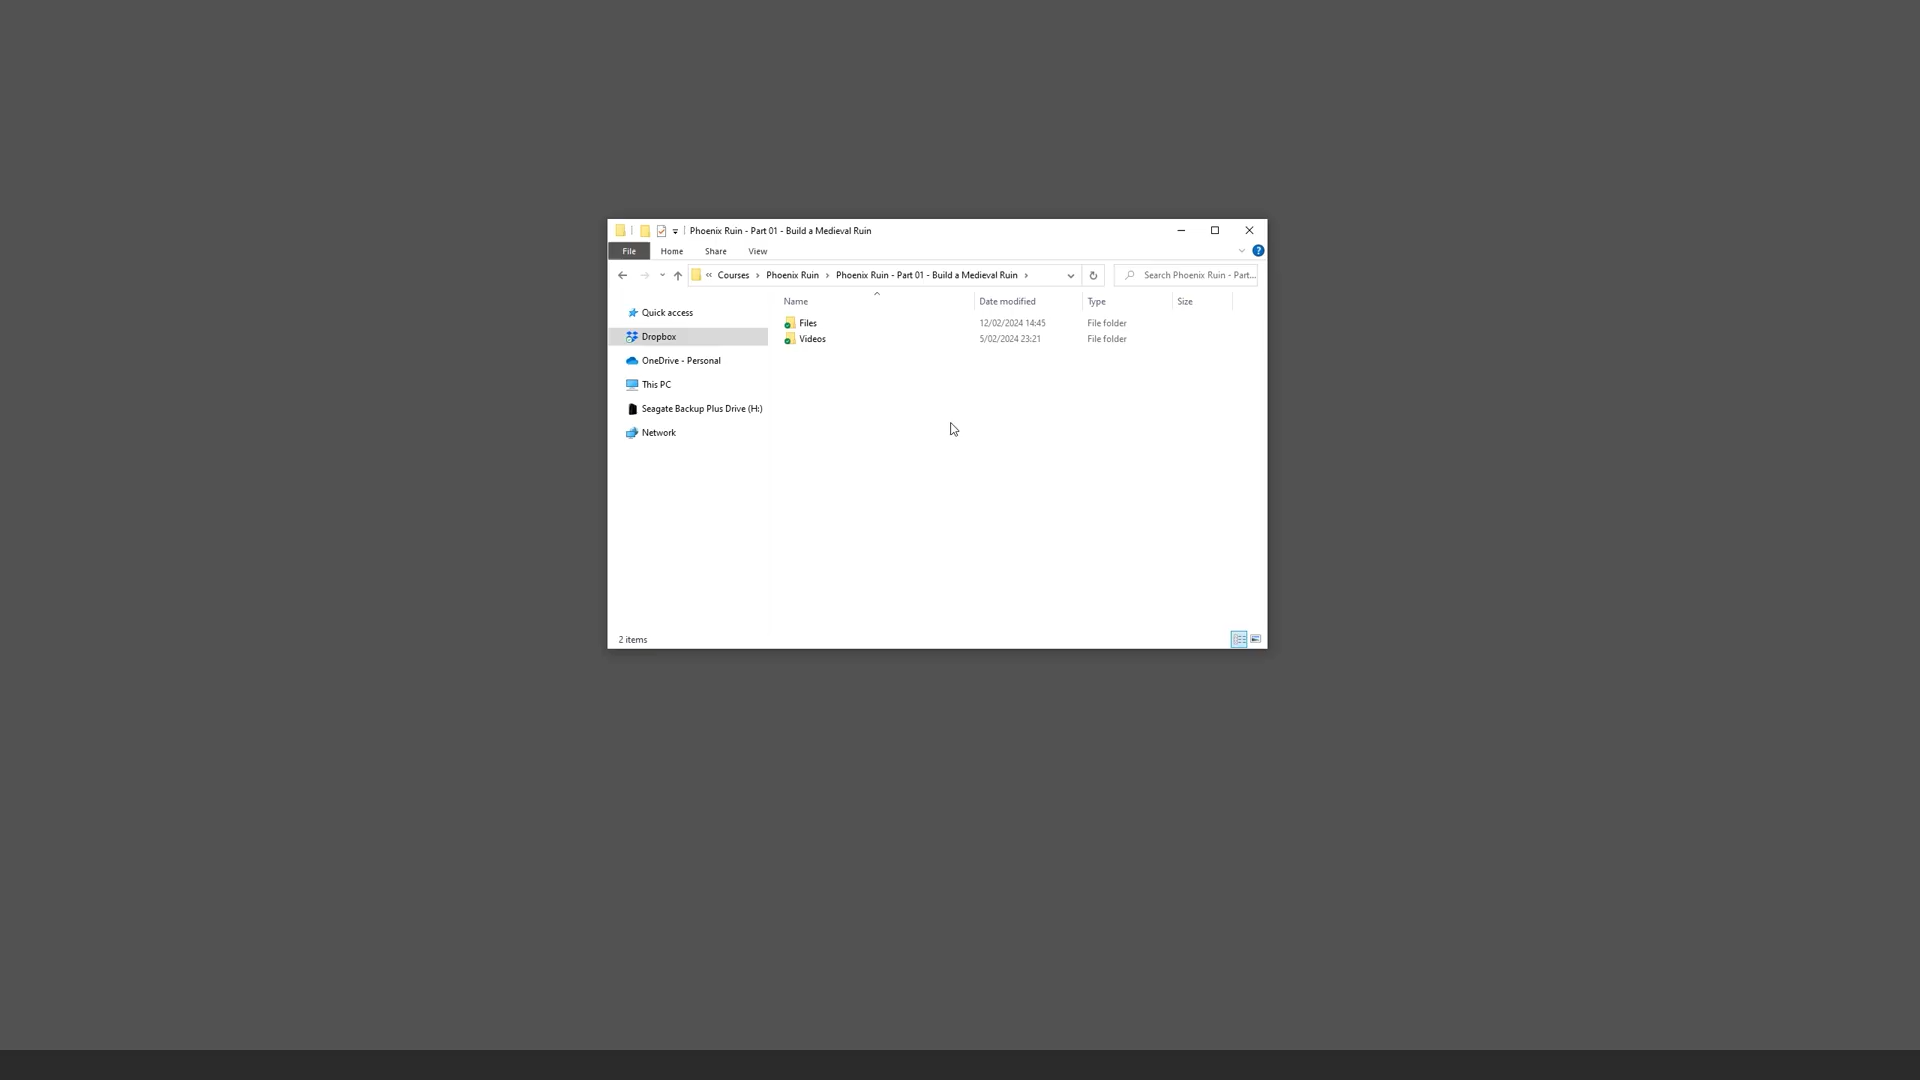 Phoenix Ruin - Part 01 - Build a Medieval Ruin
File Home Share View ?
« Courses › Phoenix Ruin › Phoenix Ruin - Part 01 - Build a Medieval Ruin › Search Phoenix Ruin - Part...
Name Date modified Type Size
Quick access
Dropbox
OneDrive - Personal
This PC
Seagate Backup Plus Drive (H:)
Network
Files 12/02/2024 14:45 File folder
Videos 5/02/2024 23:21 File folder
2 items